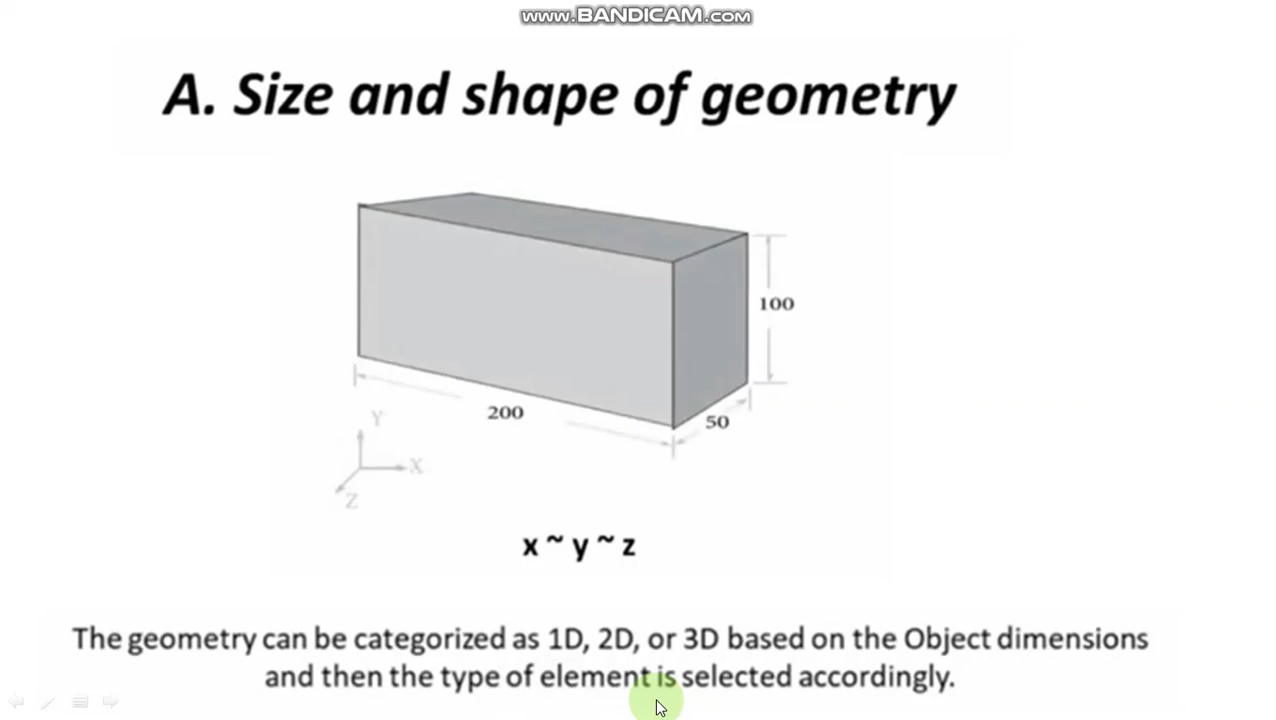 www.BANDICAM.com
A. Size and shape of geometry
100
200
50
Y
X
Z
x ~ y ~ z
The geometry can be categorized as 1D, 2D, or 3D based on the Object dimensions
and then the type of element is selected accordingly.